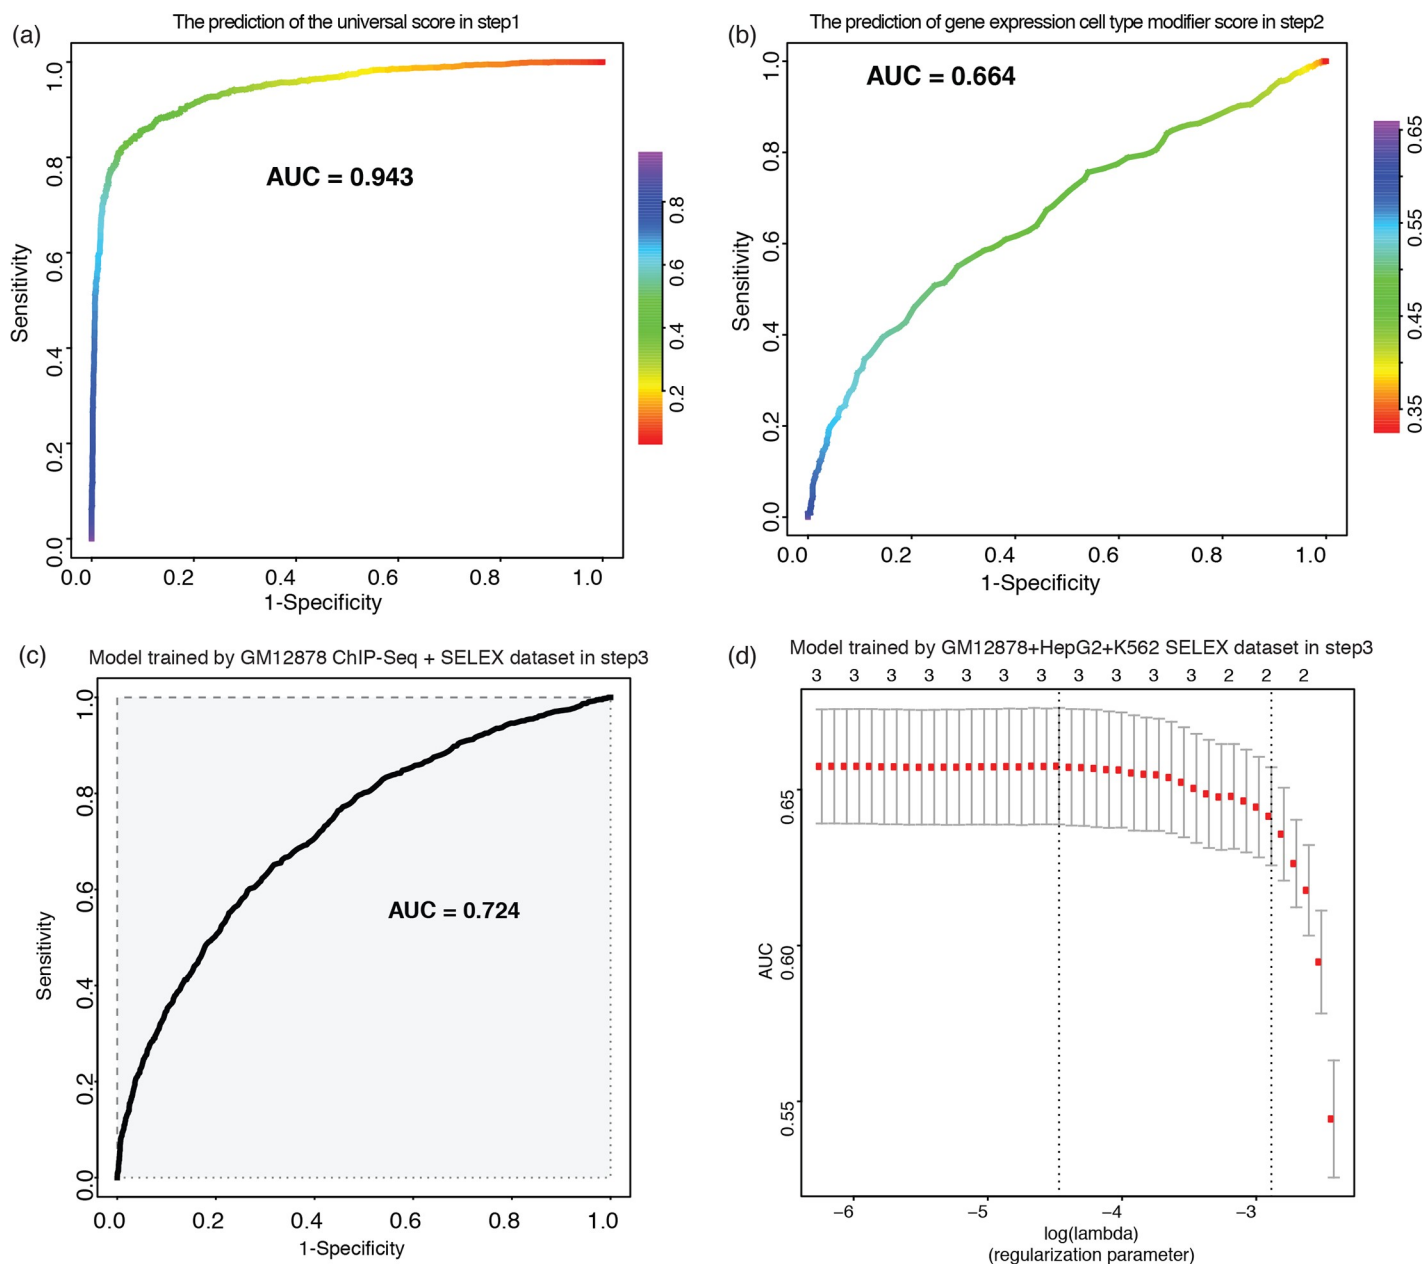 (a)
The prediction of the universal score in step1
AUC = 0.943
Sensitivity
0.0 0.2 0.4 0.6 0.8 1.0
0.0 0.2 0.4 0.6 0.8 1.0
1-Specificity
0.2 0.4 0.6 0.8
(b)
The prediction of gene expression cell type modifier score in step2
AUC = 0.664
Sensitivity
0.0 0.2 0.4 0.6 0.8 1.0
0.0 0.2 0.4 0.6 0.8 1.0
1-Specificity
0.35 0.45 0.55 0.65
(c)
Model trained by GM12878 ChIP-Seq + SELEX dataset in step3
AUC = 0.724
Sensitivity
0.0 0.2 0.4 0.6 0.8 1.0
0.0 0.2 0.4 0.6 0.8 1.0
1-Specificity
(d)
Model trained by GM12878+HepG2+K562 SELEX dataset in step3
3 3 3 3 3 3 3 3 3 3 3 2 2 2
AUC
0.55 0.60 0.65
−6 −5 −4 −3
log(lambda)
(regularization parameter)